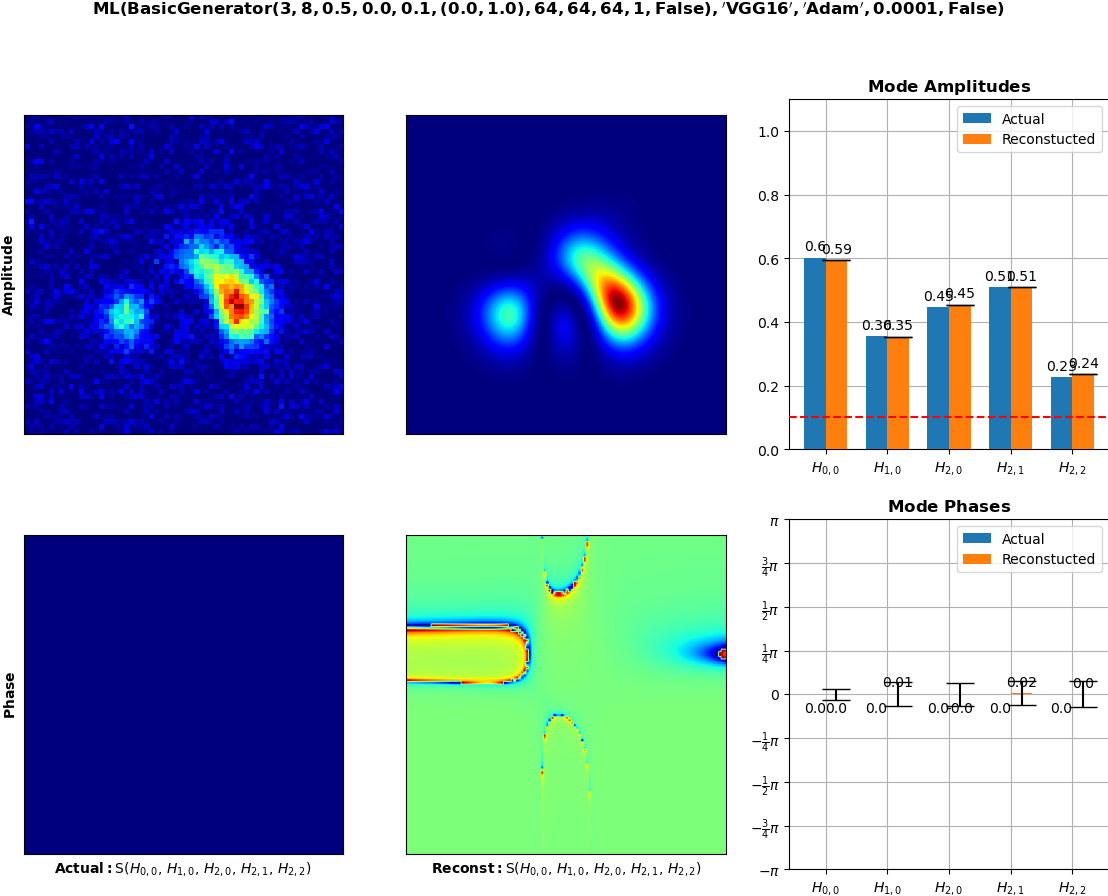 ML(BasicGenerator(3, 8, 0.5, 0.0, 0.1, (0.0, 1.0), 64, 64, 64, 1, False), ′VGG16′, ′Adam′, 0.0001, False)
Amplitude
Mode Amplitudes
Actual
Reconstucted
1.0
0.8
0.6
0.4
0.2
0.0
0.6 0.59
0.36 0.35
0.45 0.45
0.51 0.51
0.23 0.24
H0,0 H1,0 H2,0 H2,1 H2,2
Phase
Actual: S(H0,0, H1,0, H2,0, H2,1, H2,2)
Reconst: S(H0,0, H1,0, H2,0, H2,1, H2,2)
Mode Phases
Actual
Reconstucted
π
3/4π
1/2π
1/4π
0
−1/4π
−1/2π
−3/4π
−π
0.0 0.0
0.0 0.01
0.0 0.0
0.0 0.02
0.0 0.0
H0,0 H1,0 H2,0 H2,1 H2,2